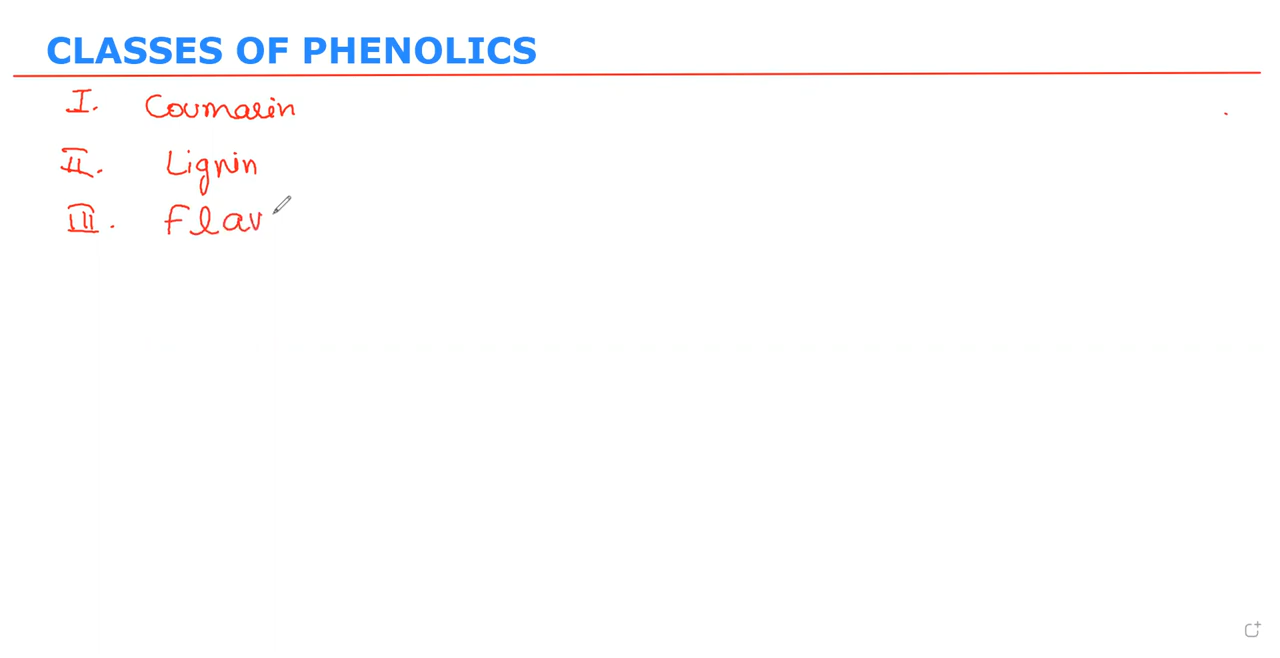 CLASSES OF PHENOLICS
I. Coumarin
II. Lignin
III. Flav